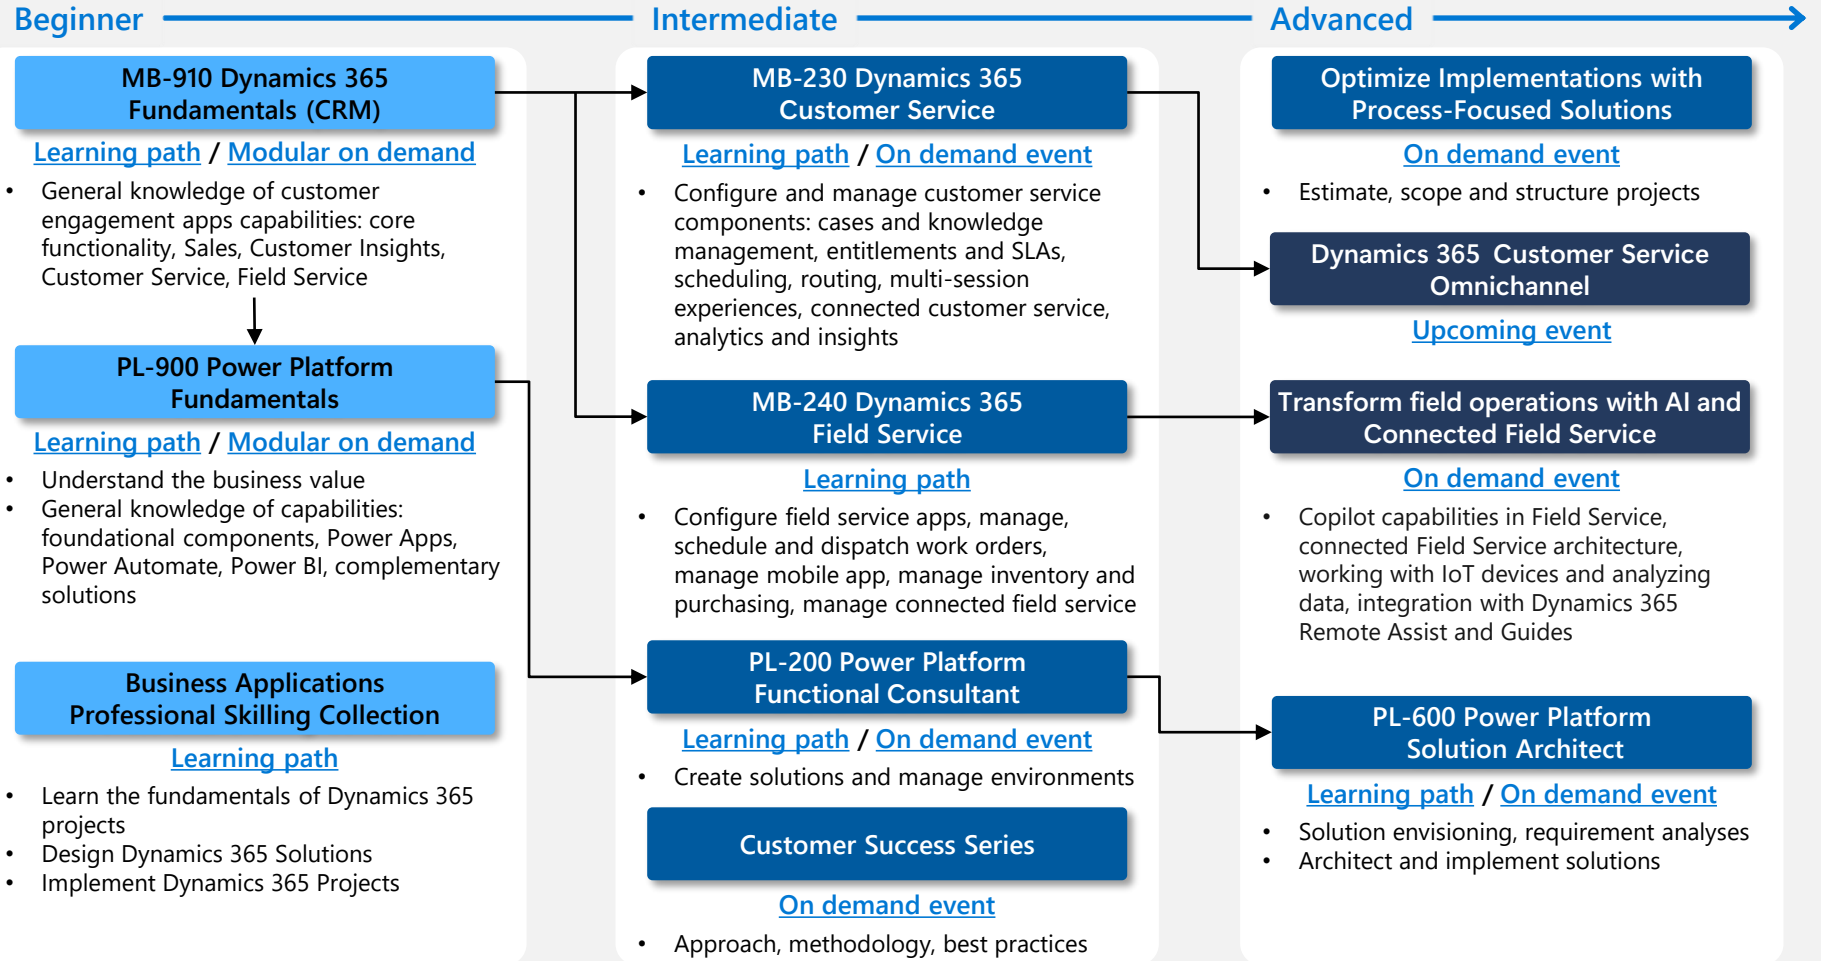 Beginner
Intermediate
Advanced
MB-910 Dynamics 365
Fundamentals (CRM)
Learning path / Modular on demand
• General knowledge of customer
engagement apps capabilities: core
functionality, Sales, Customer Insights,
Customer Service, Field Service
PL-900 Power Platform
Fundamentals
Learning path / Modular on demand
• Understand the business value
• General knowledge of capabilities:
foundational components, Power Apps,
Power Automate, Power BI, complementary
solutions
Business Applications
Professional Skilling Collection
Learning path
• Learn the fundamentals of Dynamics 365
projects
• Design Dynamics 365 Solutions
• Implement Dynamics 365 Projects
MB-230 Dynamics 365
Customer Service
Learning path / On demand event
• Configure and manage customer service
components: cases and knowledge
management, entitlements and SLAs,
scheduling, routing, multi-session
experiences, connected customer service,
analytics and insights
MB-240 Dynamics 365
Field Service
Learning path
• Configure field service apps, manage,
schedule and dispatch work orders,
manage mobile app, manage inventory and
purchasing, manage connected field service
PL-200 Power Platform
Functional Consultant
Learning path / On demand event
• Create solutions and manage environments
Customer Success Series
On demand event
• Approach, methodology, best practices
Optimize Implementations with
Process-Focused Solutions
On demand event
• Estimate, scope and structure projects
Dynamics 365 Customer Service
Omnichannel
Upcoming event
Transform field operations with AI and
Connected Field Service
On demand event
• Copilot capabilities in Field Service,
connected Field Service architecture,
working with IoT devices and analyzing
data, integration with Dynamics 365
Remote Assist and Guides
PL-600 Power Platform
Solution Architect
Learning path / On demand event
• Solution envisioning, requirement analyses
• Architect and implement solutions